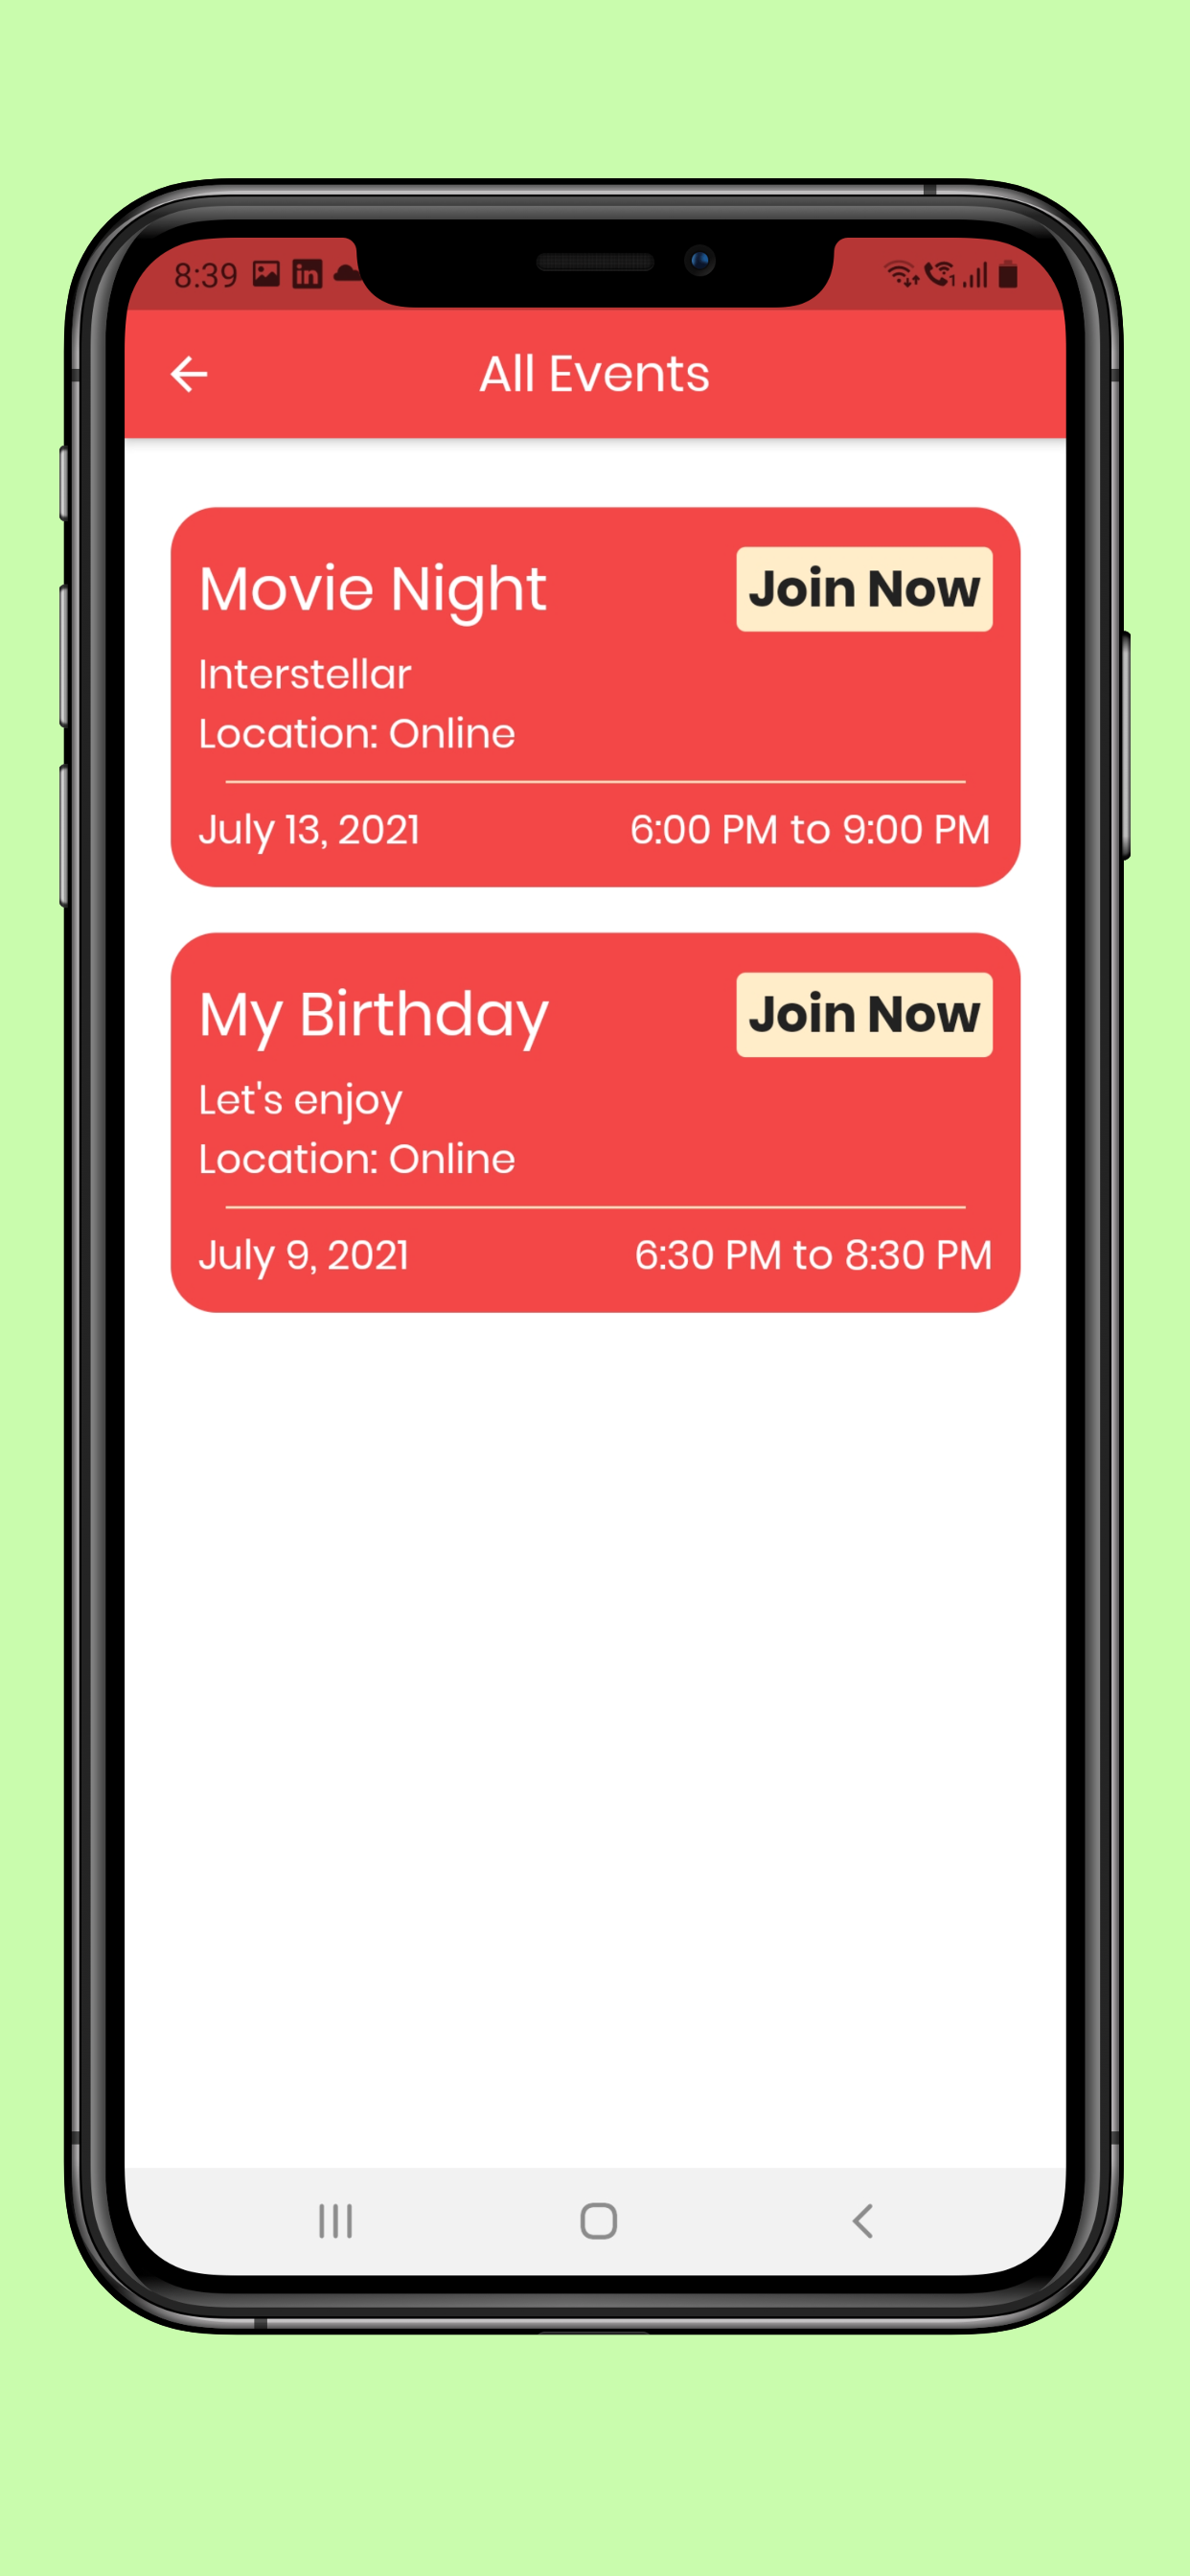 8:39
All Events
Movie Night
Join Now
Interstellar
Location: Online
July 13, 2021 6:00 PM to 9:00 PM
My Birthday
Join Now
Let's enjoy
Location: Online
July 9, 2021 6:30 PM to 8:30 PM